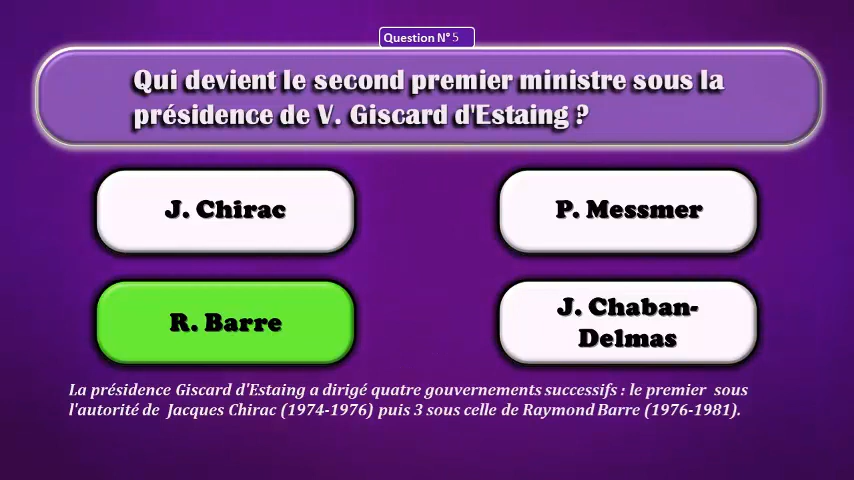 Question N° 5
Qui devient le second premier ministre sous la
présidence de V. Giscard d'Estaing ?
J. Chirac
P. Messmer
R. Barre
J. Chaban-
Delmas
La présidence Giscard d'Estaing a dirigé quatre gouvernements successifs : le premier sous
l'autorité de Jacques Chirac (1974-1976) puis 3 sous celle de Raymond Barre (1976-1981).